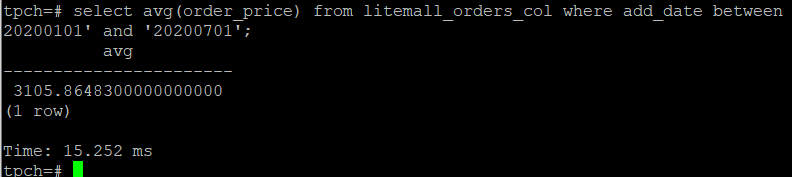 tpch=# select avg(order_price) from litemall_orders_col where add_date between
20200101' and '20200701';
avg
-----------------------
3105.8648300000000000
(1 row)
Time: 15.252 ms
tpch=#